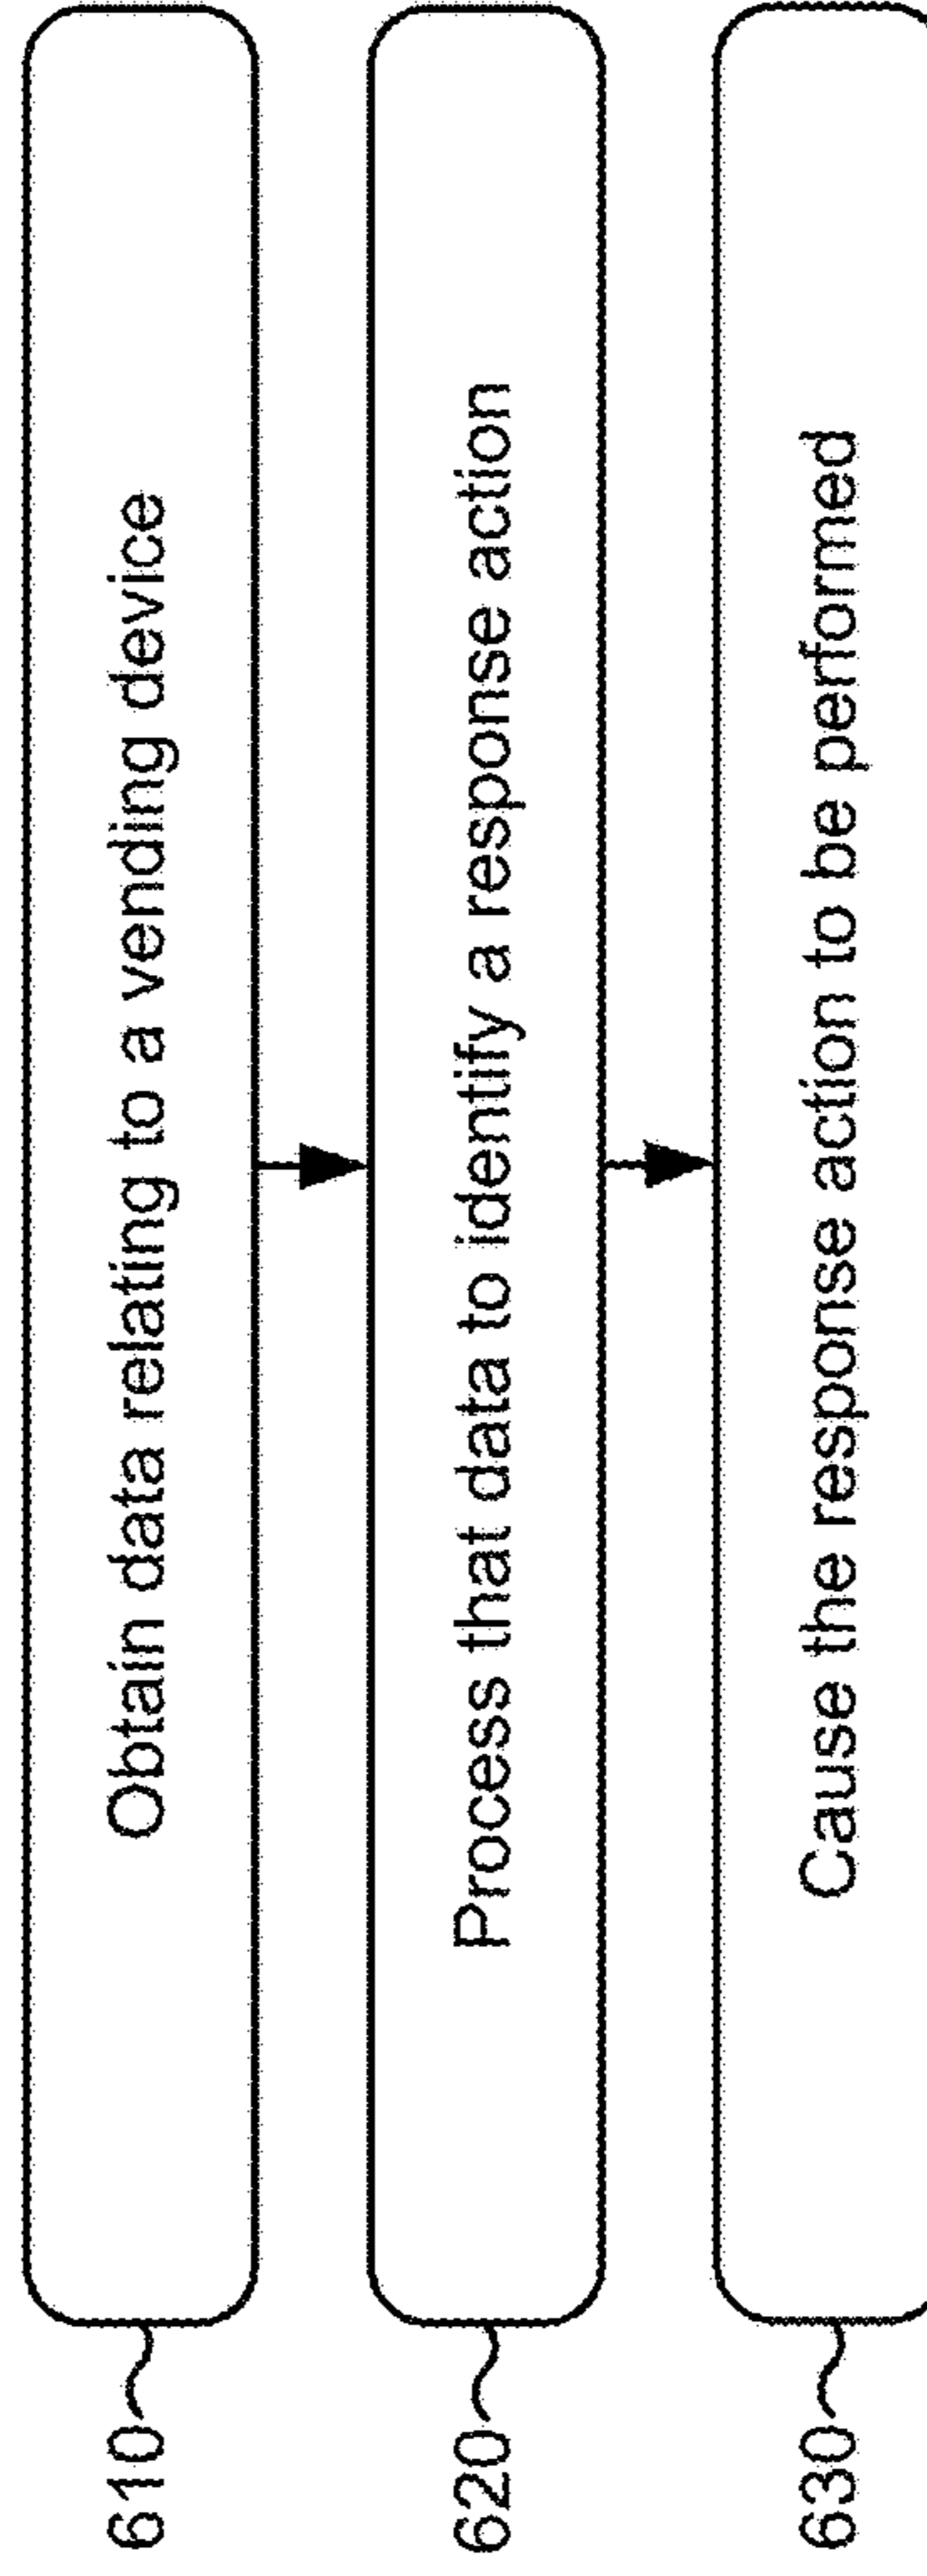 610
Obtain data relating to a vending device
620
Process that data to identify a response action
630
Cause the response action to be performed